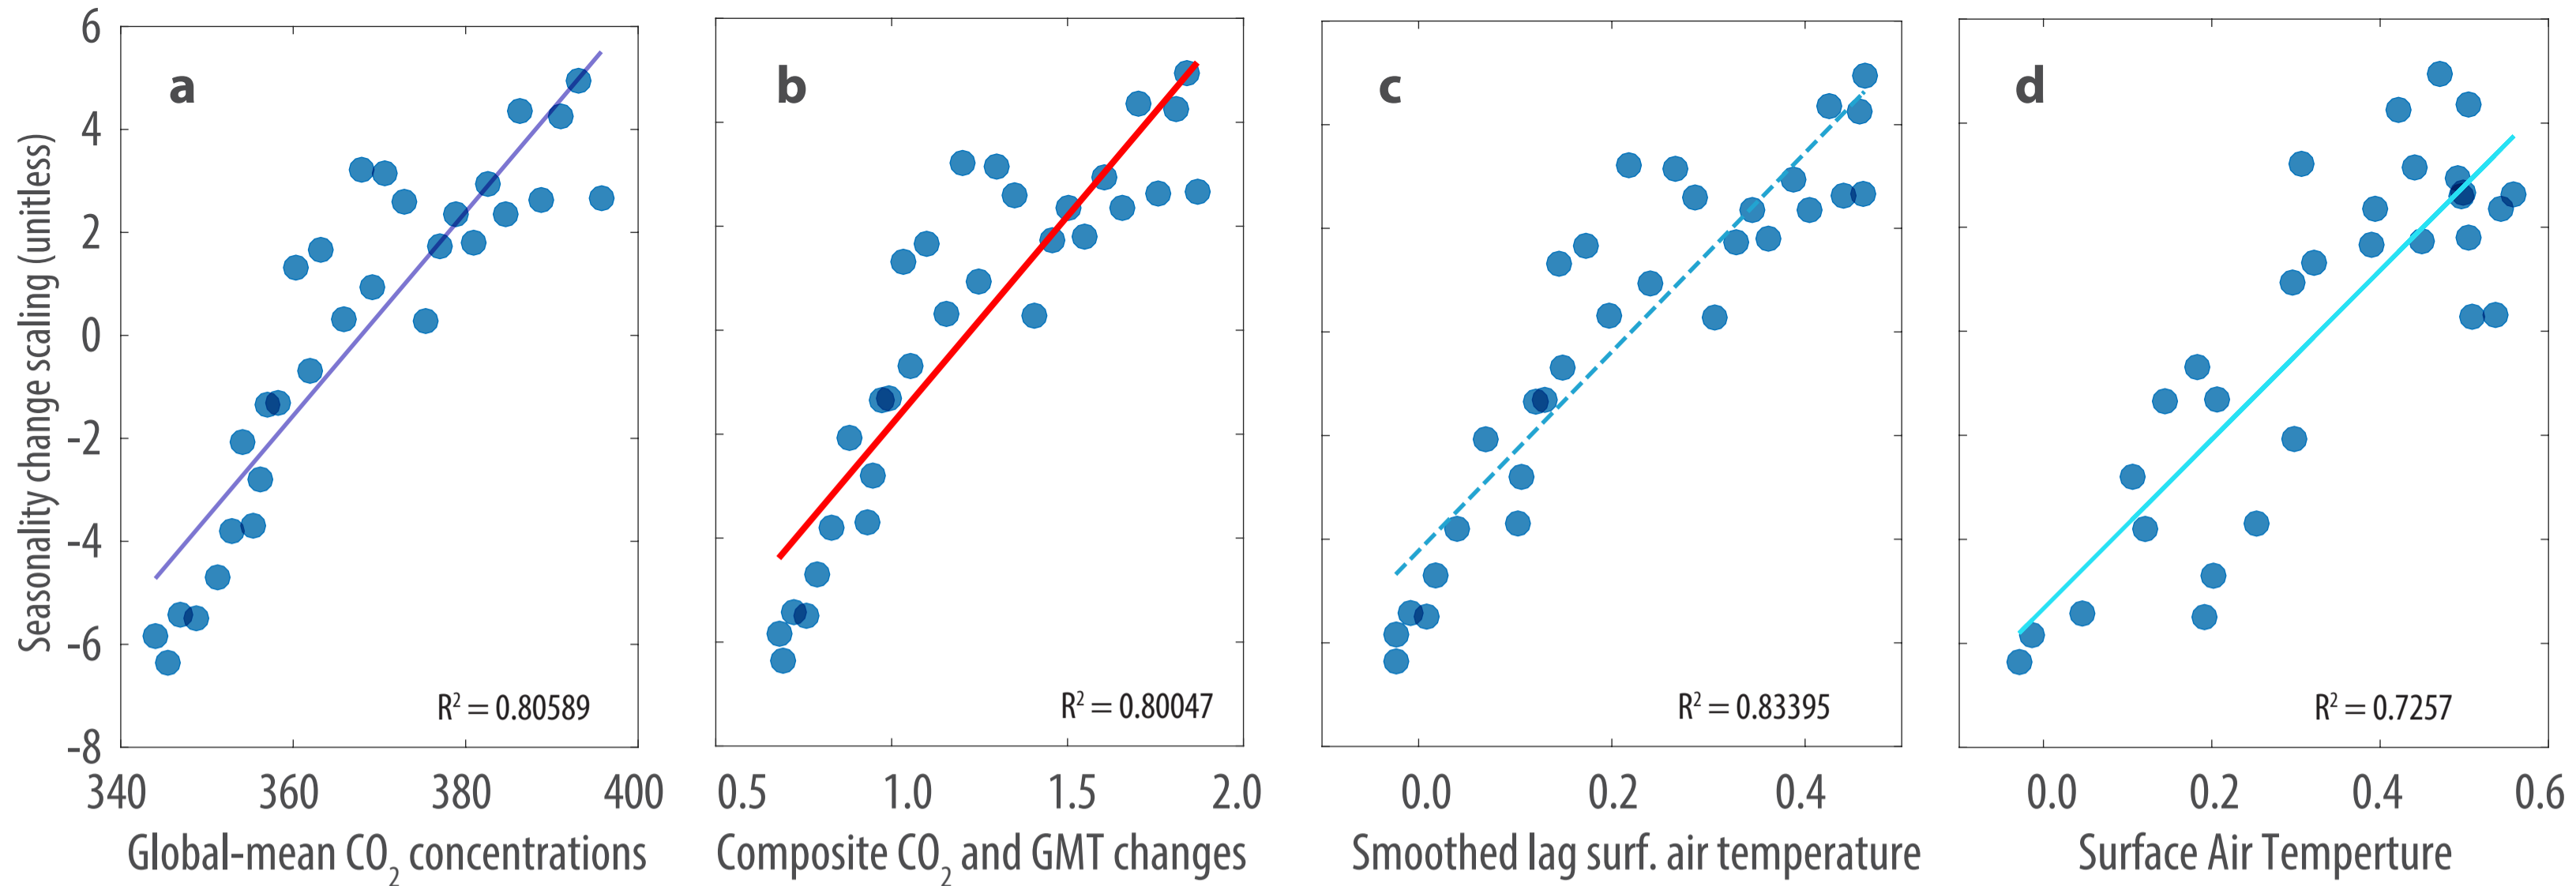 Seasonality change scaling (unitless)
6
4
2
0
-2
-4
-6
-8
a
R² = 0.80589
340 360 380 400
Global-mean CO₂ concentrations
b
R² = 0.80047
0.5 1.0 1.5 2.0
Composite CO₂ and GMT changes
c
R² = 0.83395
0.0 0.2 0.4
Smoothed lag surf. air temperature
d
R² = 0.7257
0.0 0.2 0.4 0.6
Surface Air Temperture